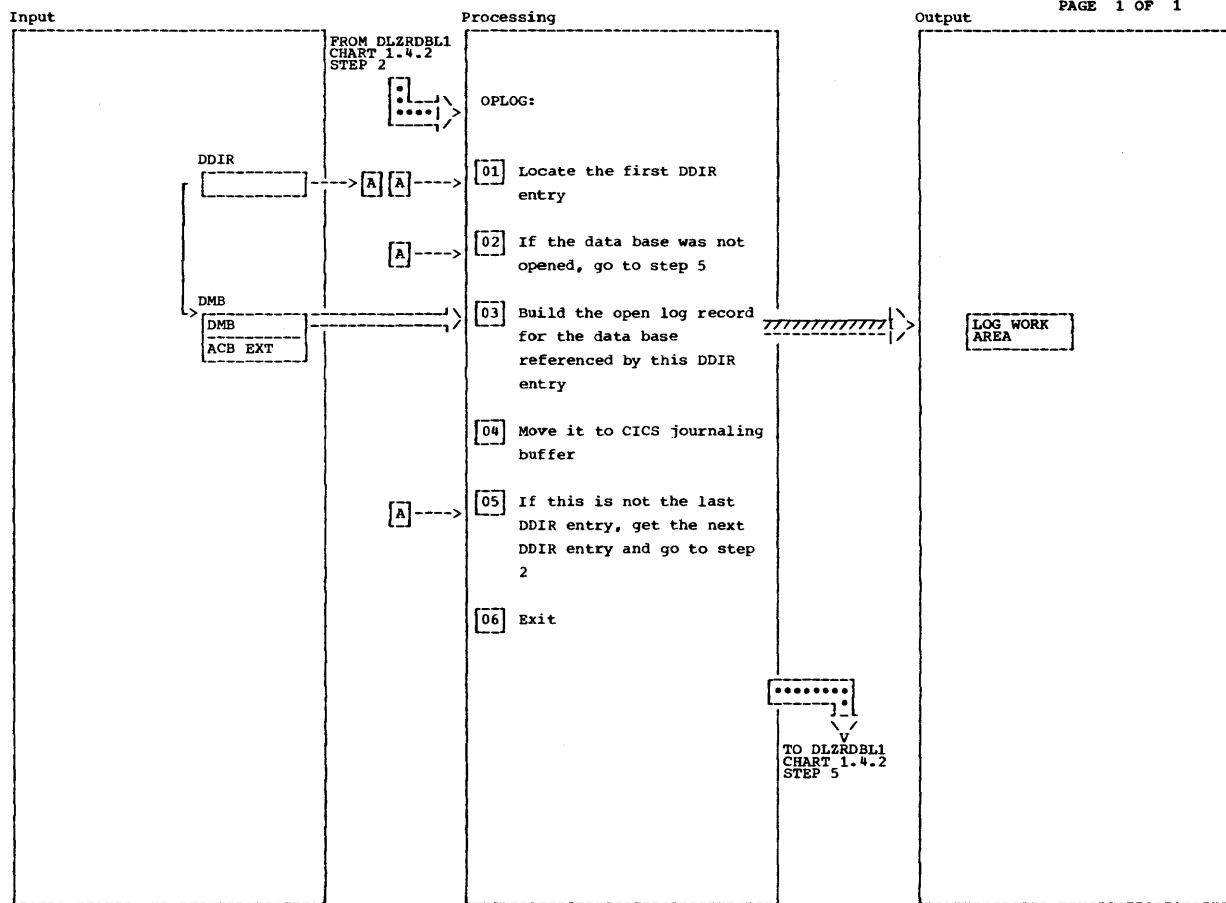 PAGE 1 OF 1
Input
Processing
Output
FROM DLZRDBL1
CHART 1.4.2
STEP 2
OPLOG:
DDIR
A A
01 Locate the first DDIR
entry
A
02 If the data base was not
opened, go to step 5
DMB
DMB
ACB EXT
03 Build the open log record
for the data base
referenced by this DDIR
entry
LOG WORK
AREA
04 Move it to CICS journaling
buffer
A
05 If this is not the last
DDIR entry, get the next
DDIR entry and go to step
2
06 Exit
TO DLZRDBL1
CHART 1.4.2
STEP 5